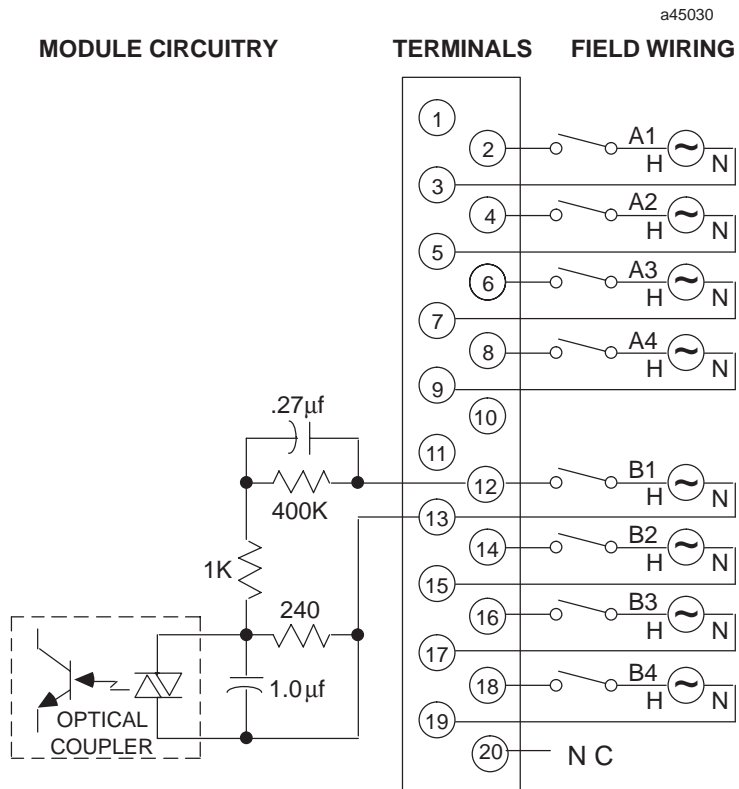 a45030
MODULE CIRCUITRY TERMINALS FIELD WIRING
1
2 A1 ~
H N
3
4 A2 ~
H N
5
6 A3 ~
H N
7
8 A4 ~
H N
9
.27µf
10
11
12 B1 ~
H N
400K
13
14 B2 ~
H N
1K
15
240
16 B3 ~
H N
17
18 B4 ~
H N
1.0µf
OPTICAL
COUPLER
19
20 N C